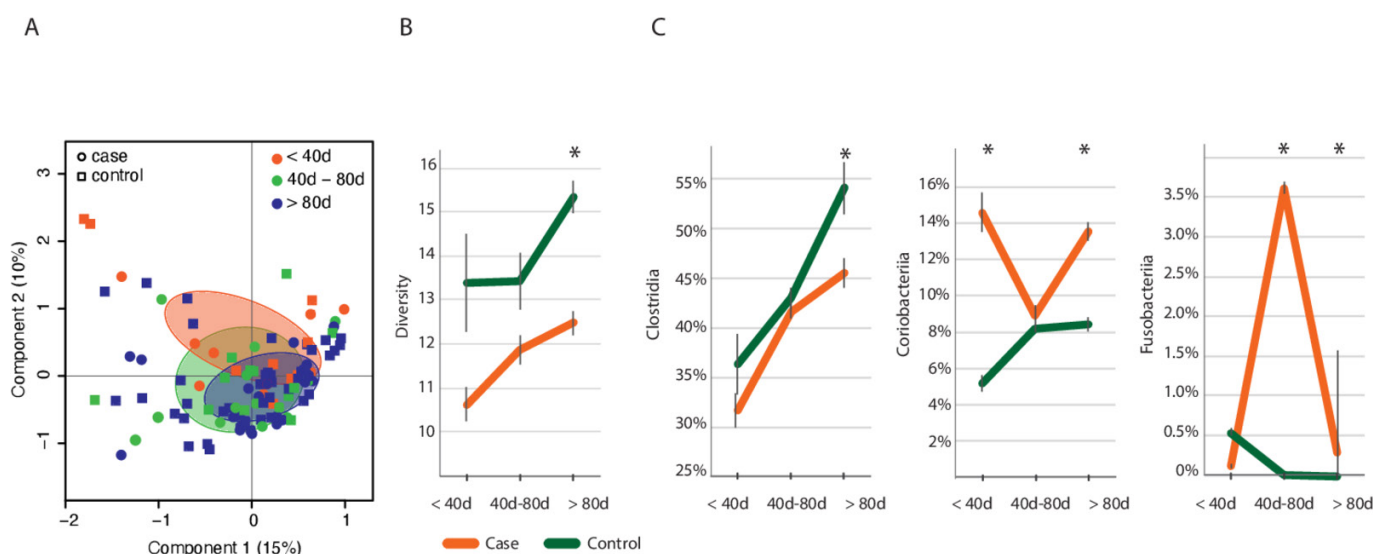 A
B
C
case
control
< 40d
40d – 80d
> 80d
3
2
1
0
−1
−2
−1
0
1
Component 2 (10%)
Component 1 (15%)
*
16
15
14
13
12
11
10
Diversity
< 40d
40d-80d
> 80d
*
55%
50%
45%
40%
35%
30%
25%
Clostridia
< 40d
40d-80d
> 80d
*
*
16%
14%
12%
10%
8%
6%
4%
2%
Coriobacteriia
< 40d
40d-80d
> 80d
*
*
3.5%
3.0%
2.5%
2.0%
1.5%
1.0%
0.5%
0%
Fusobacteriia
< 40d
40d-80d
> 80d
Case
Control